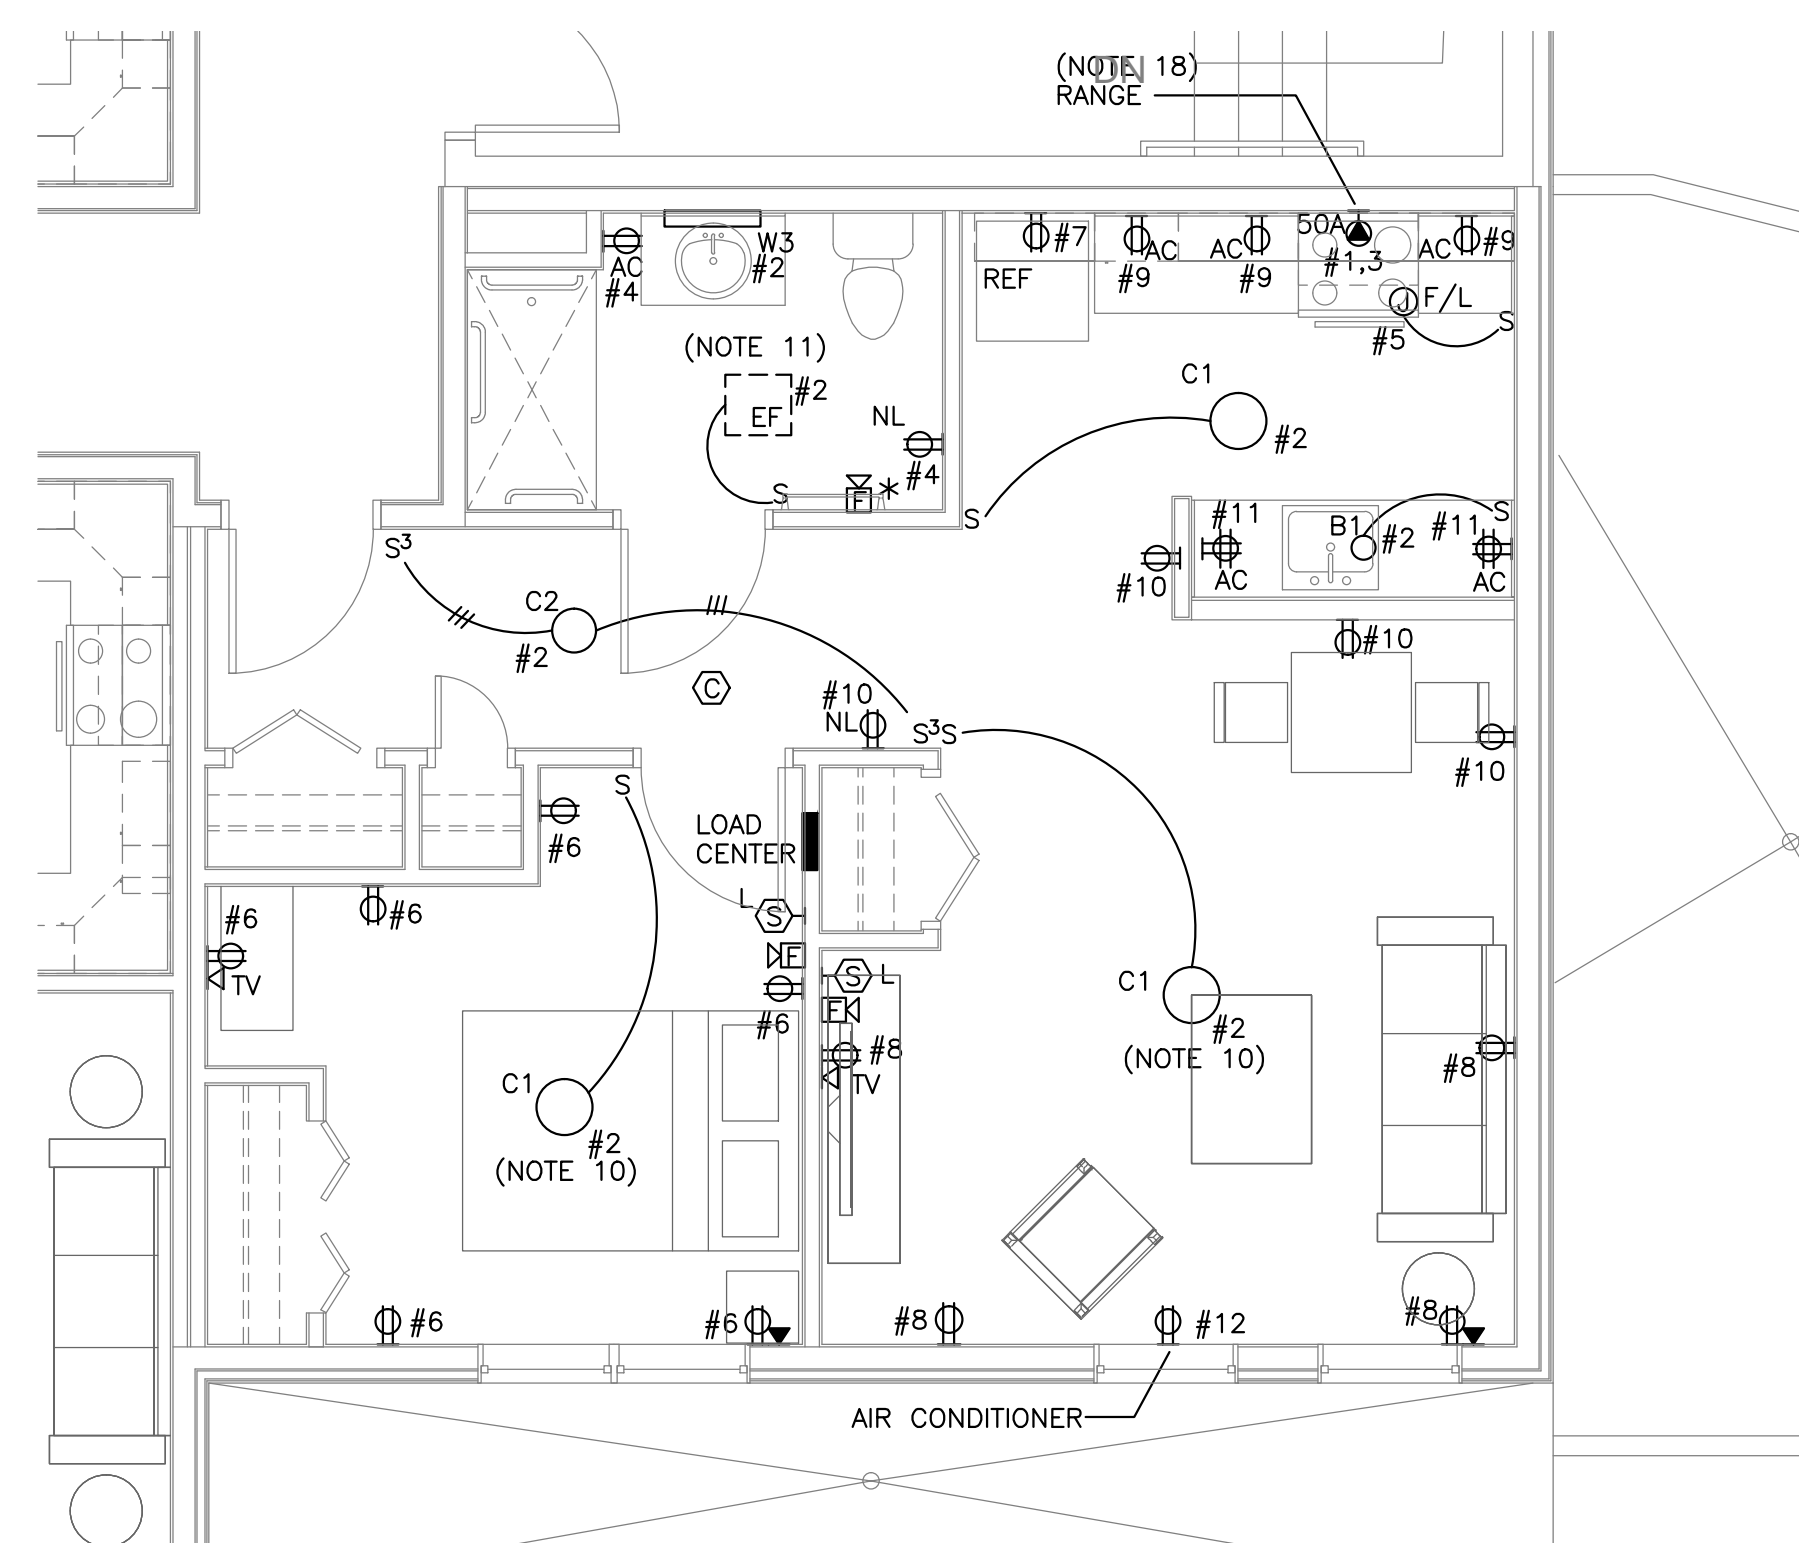 (NOTE 18)
DN
RANGE
50A
#7
AC
AC
AC
#9
W3
#2
AC
#4
REF
#9
#9
#1,3
J
F/L
S
#5
(NOTE 11)
#2
EF
C1
#2
NL
#4
S
F
*
S
#11
B1
#2
#11
S
AC
AC
#10
S3
C2
#2
#10
C
#10
NL
S3S
#10
S
#6
LOAD
CENTER
L
S
#6
#6
TV
F
#6
S
L
F
#8
TV
C1
#2
(NOTE 10)
#8
C1
#2
(NOTE 10)
#6
#6
#8
#12
#8
AIR CONDITIONER